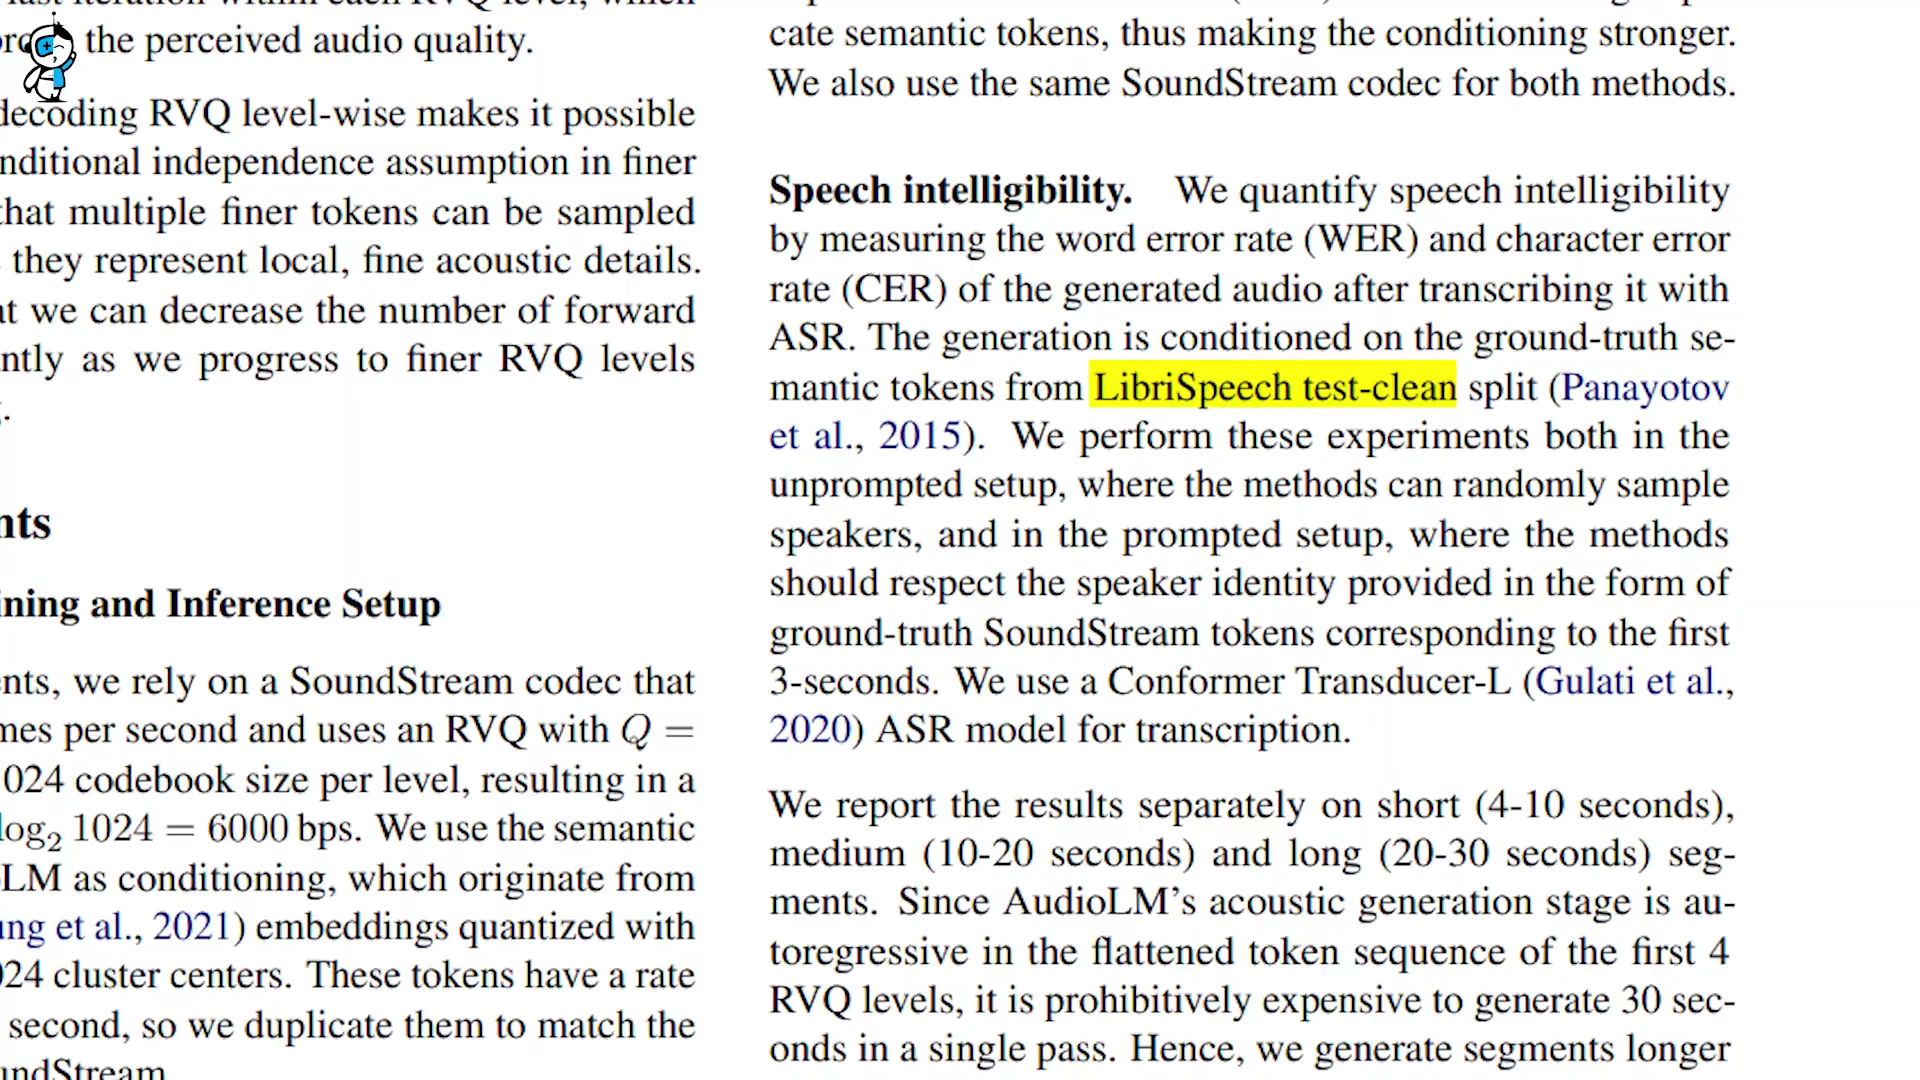 the perceived audio quality.
decoding RVQ level-wise makes it possible
independence assumption in finer
that multiple finer tokens can be sampled
they represent local, fine acoustic details.
we can decrease the number of forward
as we progress to finer RVQ levels
and Inference Setup
we rely on a SoundStream codec that
per second and uses an RVQ with Q =
codebook size per level, resulting in a
log₂ 1024 = 6000 bps. We use the semantic
as conditioning, which originate from
et al., 2021) embeddings quantized with
cluster centers. These tokens have a rate
second, so we duplicate them to match the
cate semantic tokens, thus making the conditioning stronger.
We also use the same SoundStream codec for both methods.
Speech intelligibility. We quantify speech intelligibility
by measuring the word error rate (WER) and character error
rate (CER) of the generated audio after transcribing it with
ASR. The generation is conditioned on the ground-truth se-
mantic tokens from LibriSpeech test-clean split (Panayotov
et al., 2015). We perform these experiments both in the
unprompted setup, where the methods can randomly sample
speakers, and in the prompted setup, where the methods
should respect the speaker identity provided in the form of
ground-truth SoundStream tokens corresponding to the first
3-seconds. We use a Conformer Transducer-L (Gulati et al.,
2020) ASR model for transcription.
We report the results separately on short (4-10 seconds),
medium (10-20 seconds) and long (20-30 seconds) seg-
ments. Since AudioLM's acoustic generation stage is au-
toregressive in the flattened token sequence of the first 4
RVQ levels, it is prohibitively expensive to generate 30 sec-
onds in a single pass. Hence, we generate segments longer